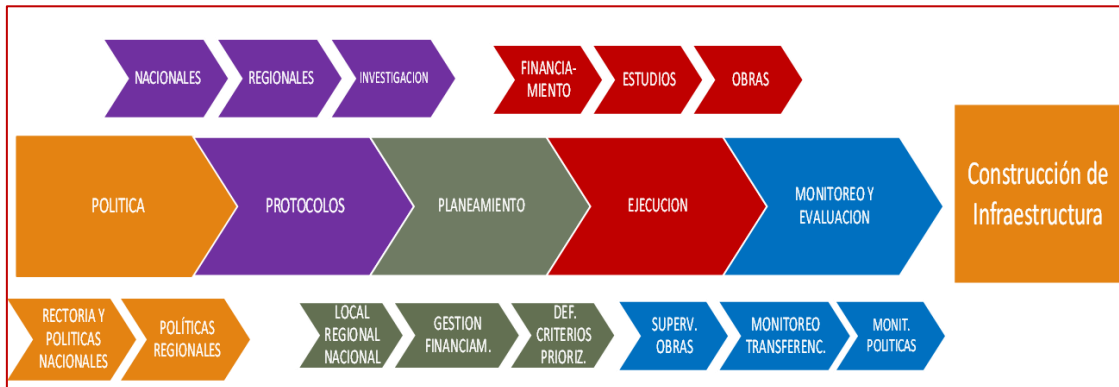 NACIONALES
REGIONALES
INVESTIGACION
FINANCIA-
MIENTO
ESTUDIOS
OBRAS
POLITICA
PROTOCOLOS
PLANEAMIENTO
EJECUCION
MONITOREO Y
EVALUACION
Construcción de
Infraestructura
RECTORIA Y
POLITICAS
NACIONALES
POLÍTICAS
REGIONALES
LOCAL
REGIONAL
NACIONAL
GESTION
FINANCIAM.
DEF.
CRITERIOS
PRIORIZ.
SUPERV.
OBRAS
MONITOREO
TRANSFERENC.
MONIT.
POLITICAS